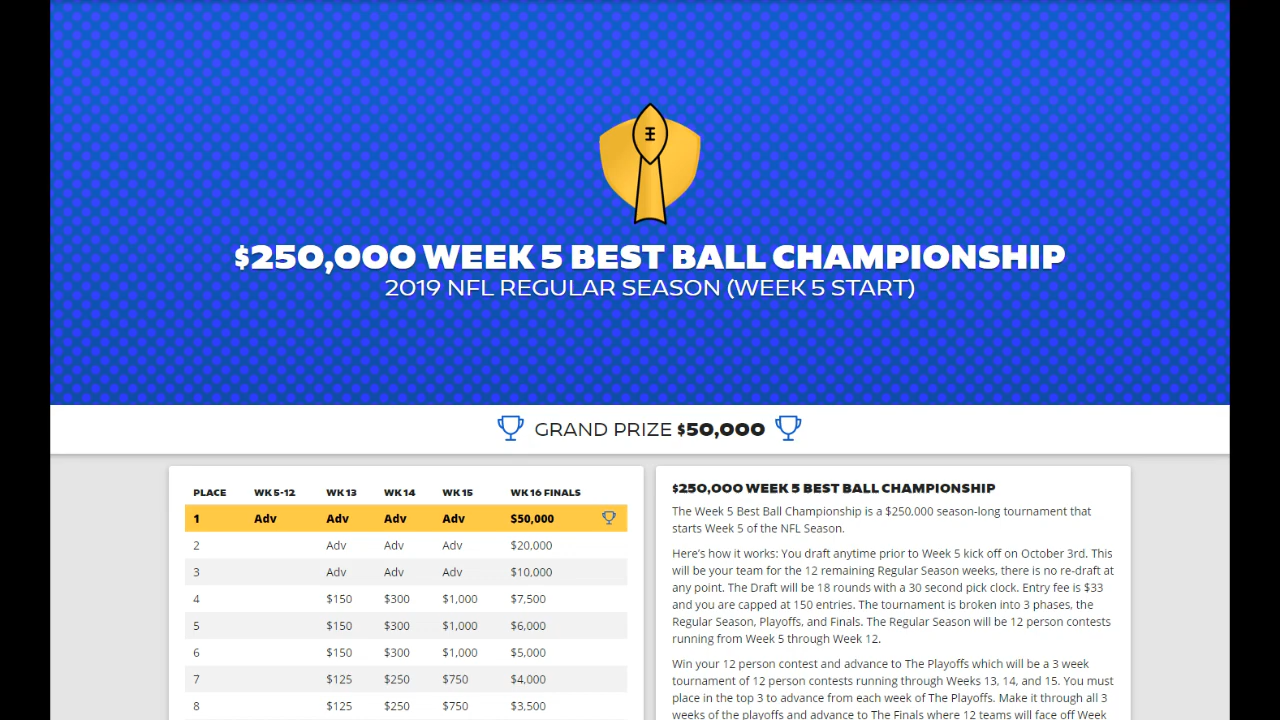 $250,000 WEEK 5 BEST BALL CHAMPIONSHIP
2019 NFL REGULAR SEASON (WEEK 5 START)
GRAND PRIZE $50,000
PLACE WK 5-12 WK 13 WK 14 WK 15 WK 16 FINALS
1 Adv Adv Adv Adv $50,000
2 Adv Adv Adv $20,000
3 Adv Adv Adv $10,000
4 $150 $300 $1,000 $7,500
5 $150 $300 $1,000 $6,000
6 $150 $300 $1,000 $5,000
7 $125 $250 $750 $4,000
8 $125 $250 $750 $3,500
$250,000 WEEK 5 BEST BALL CHAMPIONSHIP
The Week 5 Best Ball Championship is a $250,000 season-long tournament that
starts Week 5 of the NFL Season.
Here's how it works: You draft anytime prior to Week 5 kick off on October 3rd. This
will be your team for the 12 remaining Regular Season weeks, there is no re-draft at
any point. The Draft will be 18 rounds with a 30 second pick clock. Entry fee is $33
and you are capped at 150 entries. The tournament is broken into 3 phases, the
Regular Season, Playoffs, and Finals. The Regular Season will be 12 person contests
running from Week 5 through Week 12.
Win your 12 person contest and advance to The Playoffs which will be a 3 week
tournament of 12 person contests running through Weeks 13, 14, and 15. You must
place in the top 3 to advance from each week of The Playoffs. Make it through all 3
weeks of the playoffs and advance to The Finals where 12 teams will face off Week